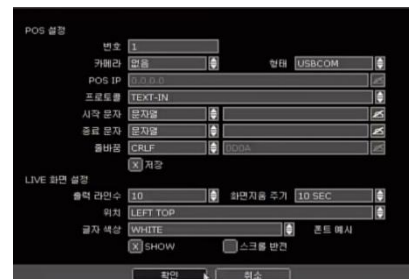 POS 설정
번호 1
카메라 없음 형태 USBCOM
POS IP 0.0.0.0
프로토콜 TEXT-IN
시작 문자 문자열
종료 문자 문자열
줄바꿈 CRLF 0D0A
X 저장
LIVE 화면 설정
출력 라인수 10 화면지움 주기 10 SEC
위치 LEFT TOP
글자 색상 WHITE 폰트 예시
X SHOW 스크롤 반전
확인 취소